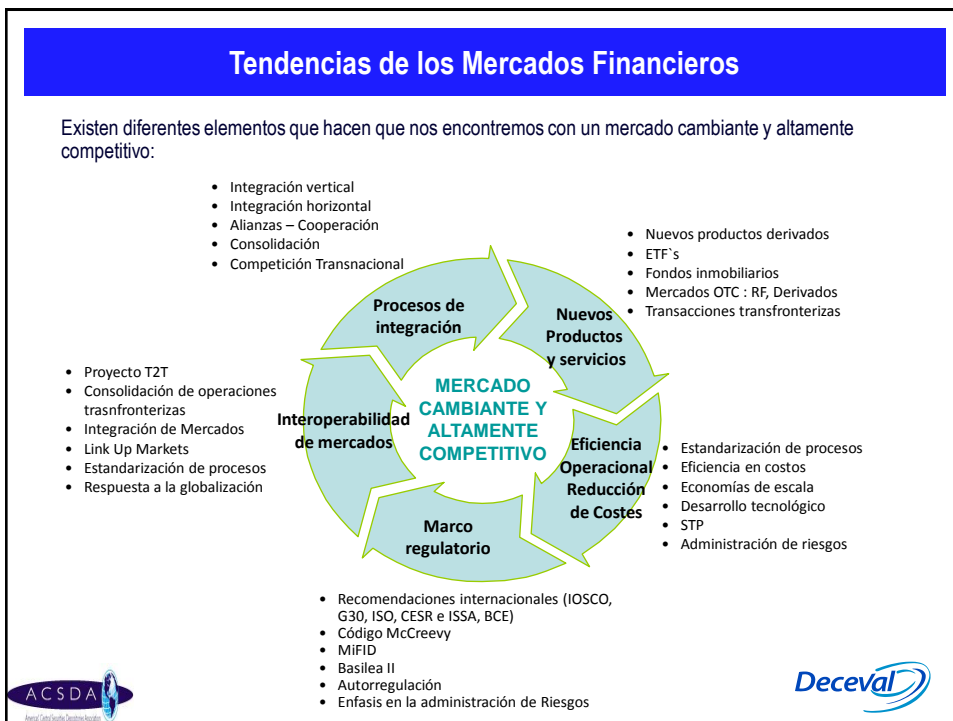 Tendencias de los Mercados Financieros
Existen diferentes elementos que hacen que nos encontremos con un mercado cambiante y altamente
competitivo:
• Integración vertical
• Integración horizontal
• Alianzas – Cooperación
• Consolidación
• Competición Transnacional
• Nuevos productos derivados
• ETF`s
• Fondos inmobiliarios
• Mercados OTC : RF, Derivados
• Transacciones transfronterizas
Procesos de
integración
Nuevos
Productos
y servicios
• Proyecto T2T
• Consolidación de operaciones
trasnfronterizas
• Integración de Mercados
• Link Up Markets
• Estandarización de procesos
• Respuesta a la globalización
Interoperabilidad
de mercados
MERCADO
CAMBIANTE Y
ALTAMENTE
COMPETITIVO
Eficiencia
Operacional
Reducción
de Costes
• Estandarización de procesos
• Eficiencia en costos
• Economías de escala
• Desarrollo tecnológico
• STP
• Administración de riesgos
Marco
regulatorio
• Recomendaciones internacionales (IOSCO,
G30, ISO, CESR e ISSA, BCE)
• Código McCreevy
• MiFID
• Basilea II
• Autorregulación
• Enfasis en la administración de Riesgos
ACSDA
Americas' Central Securities Depositories Association
Deceval